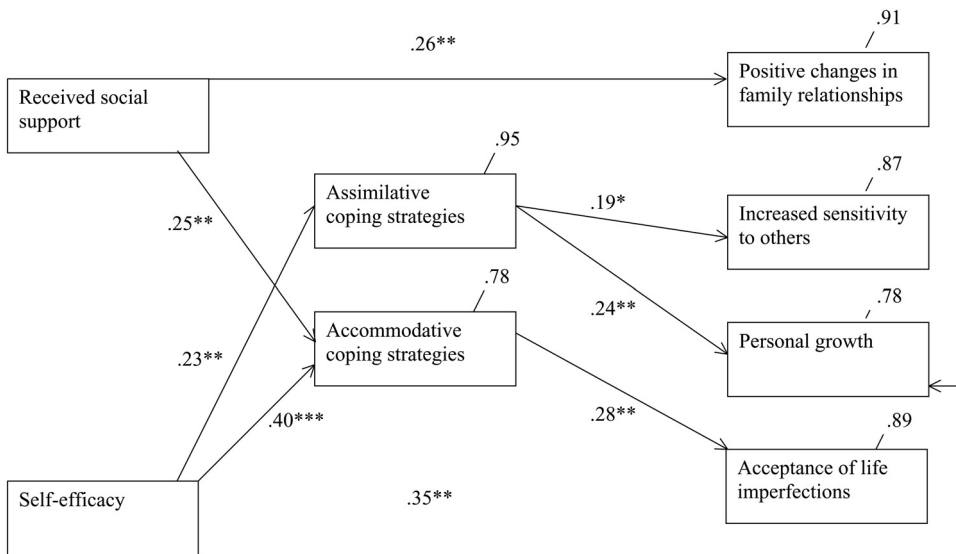 .91
.26**
Positive changes in
family relationships
Received social
support
.95
.87
Assimilative
coping strategies
.19*
Increased sensitivity
to others
.25**
.78
.78
.24**
Accommodative
coping strategies
Personal growth
.23**
.40***
.28**
.89
Acceptance of life
imperfections
Self-efficacy
.35**